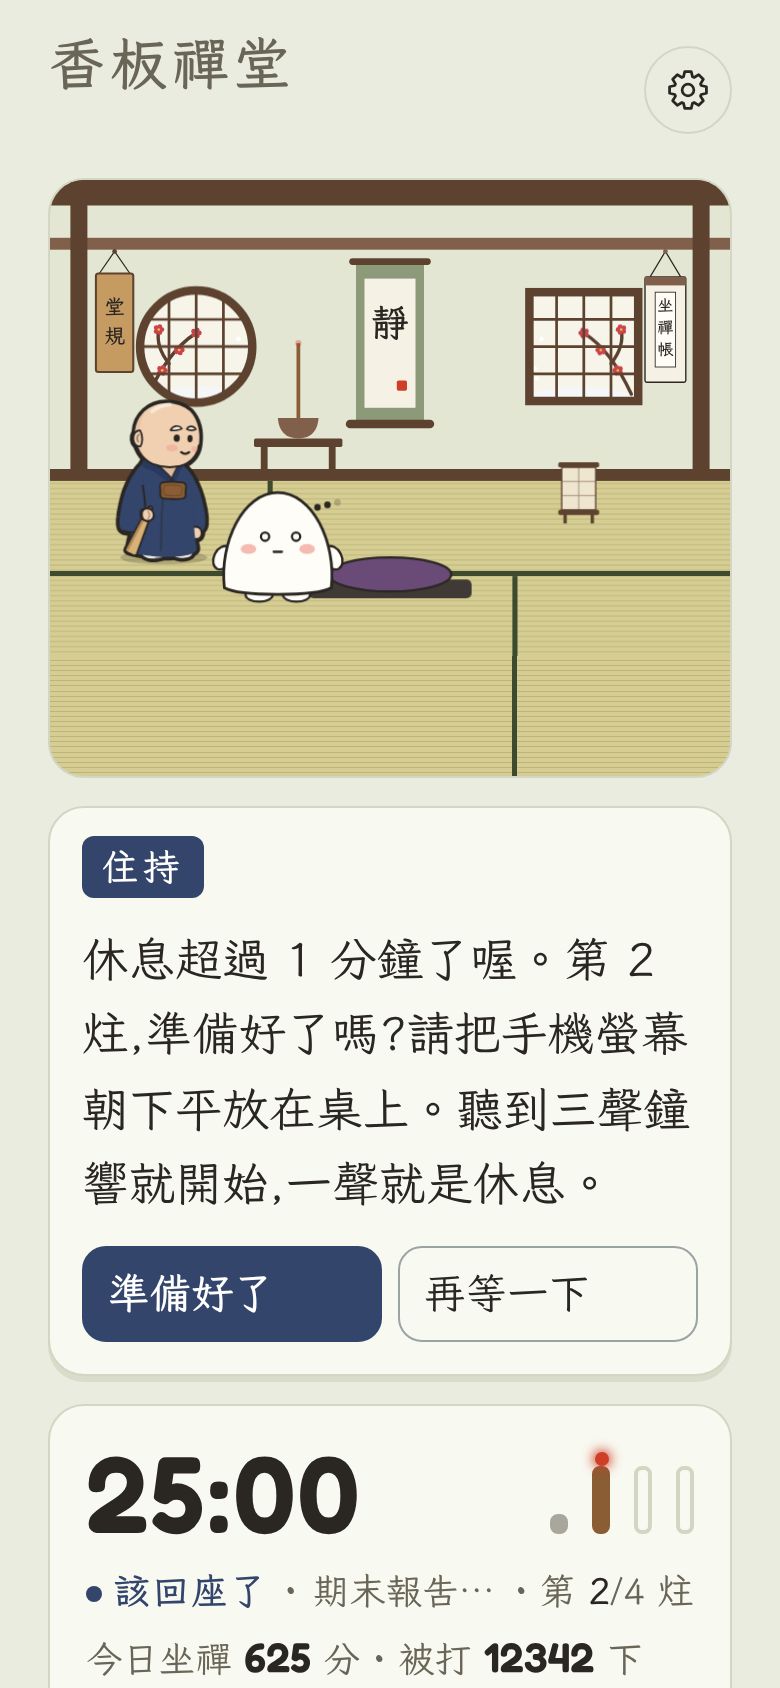 香板禪堂
堂規
靜
坐禪帳
住持
休息超過 1 分鐘了喔。第 2
炷,準備好了嗎?請把手機螢幕
朝下平放在桌上。聽到三聲鐘
響就開始,一聲就是休息。
準備好了
再等一下
25:00
該回座了 · 期末報告… · 第 2/4 炷
今日坐禪 625 分 · 被打 12342 下